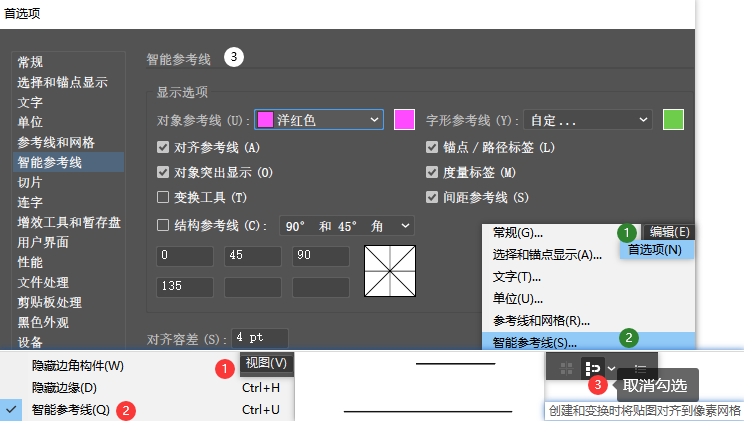 首选项
常规
选择和锚点显示
文字
单位
参考线和网格
智能参考线
切片
连字
增效工具和暂存盘
用户界面
性能
文件处理
剪贴板处理
黑色外观
设备
智能参考线 3
显示选项
对象参考线 (U): 洋红色
字形参考线 (Y): 自定 ...
对齐参考线 (A)
锚点 / 路径标签 (L)
对象突出显示 (O)
度量标签 (M)
变换工具 (T)
间距参考线 (S)
结构参考线 (C): 90° 和 45° 角
0 45 90
135
对齐容差 (S): 4 pt
1 编辑(E)
首选项(N)
常规(G)...
选择和锚点显示(A)...
文字(T)...
单位(U)...
参考线和网格(R)...
智能参考线(S)... 2
1 视图(V)
隐藏边角构件(W)
隐藏边缘(D) Ctrl+H
智能参考线(Q) 2 Ctrl+U
3 取消勾选
创建和变换时将贴图对齐到像素网格